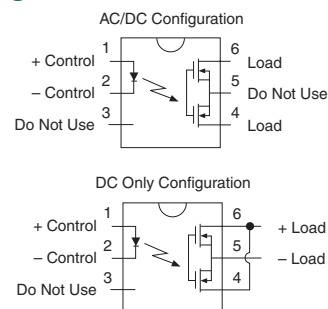 AC/DC Configuration
1
6
+ Control
Load
2
5
– Control
Do Not Use
3
4
Do Not Use
Load
DC Only Configuration
1
6
+ Control
+ Load
2
5
– Control
– Load
3
4
Do Not Use